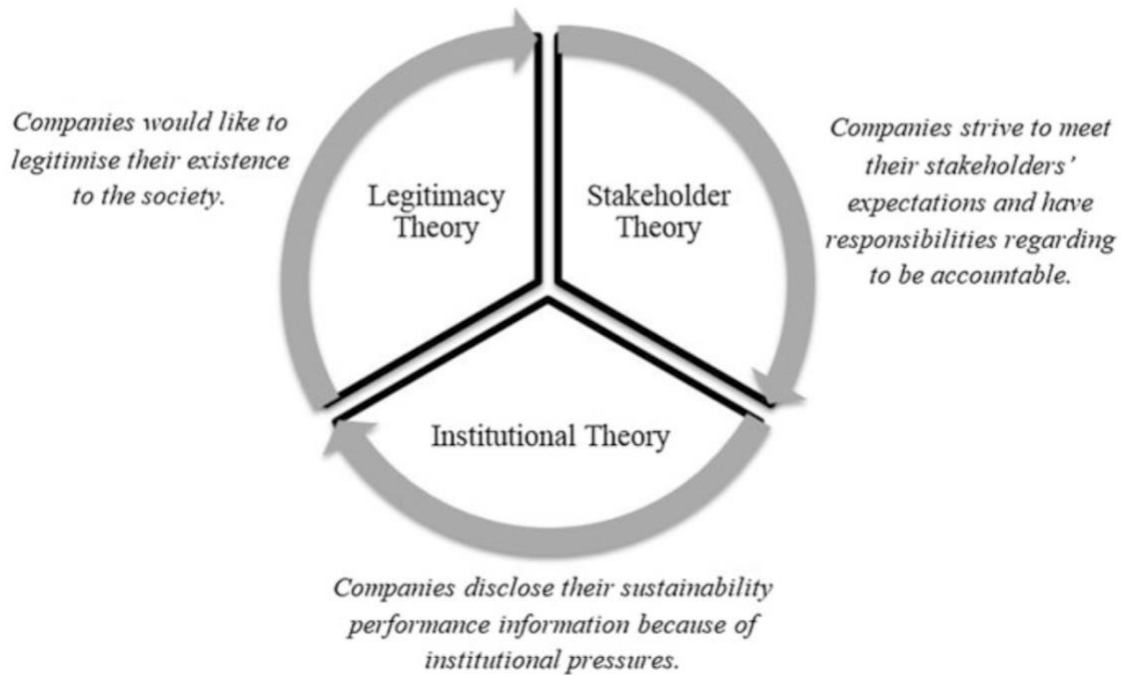 Companies would like to
legitimise their existence
to the society.
Legitimacy
Theory
Stakeholder
Theory
Companies strive to meet
their stakeholders’
expectations and have
responsibilities regarding
to be accountable.
Institutional Theory
Companies disclose their sustainability
performance information because of
institutional pressures.